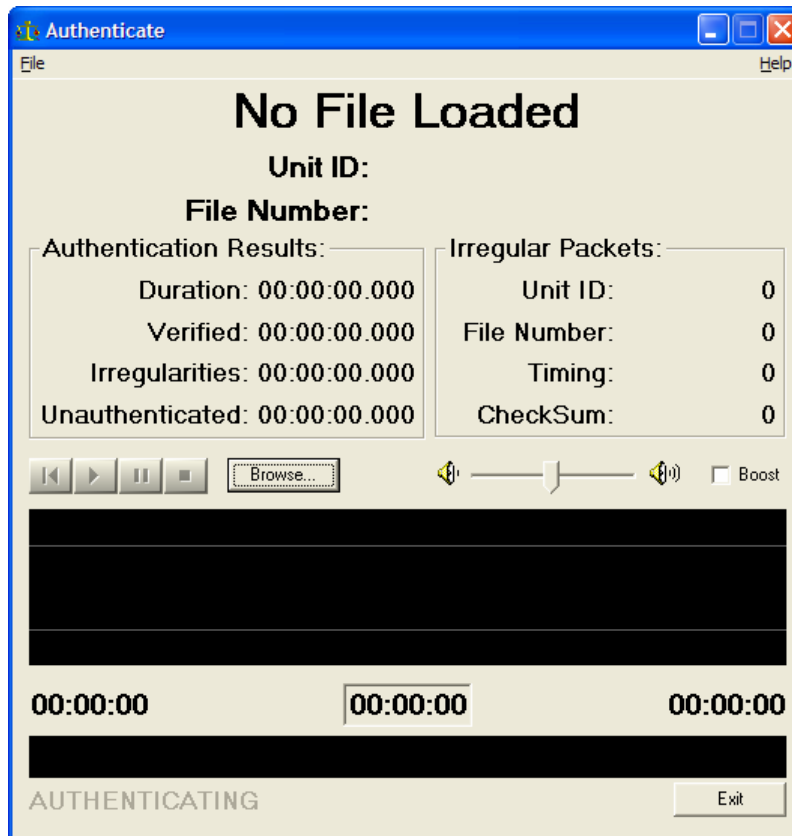 Authenticate
File Help
No File Loaded
Unit ID:
File Number:
Authentication Results: Irregular Packets:
Duration: 00:00:00.000 Unit ID: 0
Verified: 00:00:00.000 File Number: 0
Irregularities: 00:00:00.000 Timing: 0
Unauthenticated: 00:00:00.000 CheckSum: 0
Browse... Boost
00:00:00 00:00:00 00:00:00
AUTHENTICATING Exit